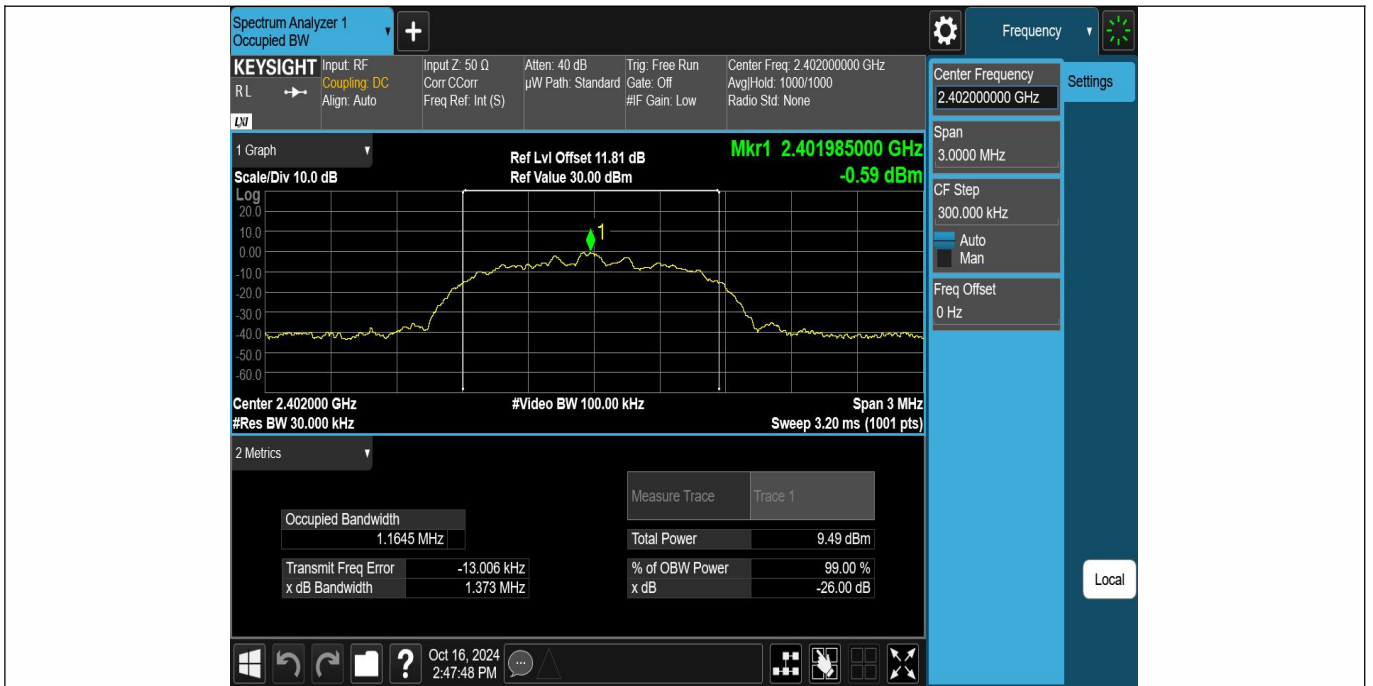 Spectrum Analyzer 1
Occupied BW
+
Frequency
KEYSIGHT
RL
LXI
Input: RF
Coupling: DC
Align: Auto
Input Z: 50 Ω
Corr CCorr
Freq Ref: Int (S)
Atten: 40 dB
µW Path: Standard
Trig: Free Run
Gate: Off
#IF Gain: Low
Center Freq: 2.402000000 GHz
Avg|Hold: 1000/1000
Radio Std: None
Center Frequency
2.402000000 GHz
Settings
Span
3.0000 MHz
CF Step
300.000 kHz
Auto
Man
Freq Offset
0 Hz
Local
1 Graph
Scale/Div 10.0 dB
Ref Lvl Offset 11.81 dB
Ref Value 30.00 dBm
Mkr1 2.401985000 GHz
-0.59 dBm
Log
20.0
10.0
0.00
-10.0
-20.0
-30.0
-40.0
-50.0
-60.0
1
Center 2.402000 GHz
#Video BW 100.00 kHz
Span 3 MHz
#Res BW 30.000 kHz
Sweep 3.20 ms (1001 pts)
2 Metrics
Measure Trace Trace 1
Occupied Bandwidth
1.1645 MHz
Total Power 9.49 dBm
Transmit Freq Error -13.006 kHz
% of OBW Power 99.00 %
x dB Bandwidth 1.373 MHz
x dB -26.00 dB
?
Oct 16, 2024
2:47:48 PM